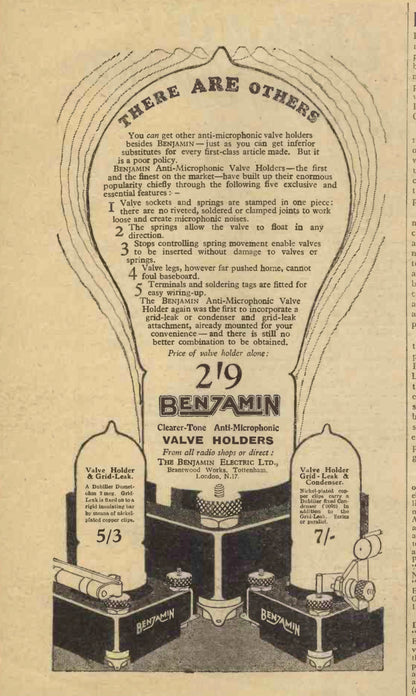 THERE ARE OTHERS
You can get other anti-microphonic valve holders
besides BENJAMIN—just as you can get inferior
substitutes for every first-class article made. But it
is a poor policy.
BENJAMIN Anti-Microphonic Valve Holders—the first
and the finest on the market—have built up their enormous
popularity chiefly through the following five exclusive and
essential features:—
1 Valve sockets and springs are stamped in one piece:
there are no riveted, soldered or clamped joints to work
loose and create microphonic noises.
2 The springs allow the valve to float in any
direction.
3 Stops controlling spring movement enable valves
to be inserted without damage to valves or
springs.
4 Valve legs, however far pushed home, cannot
foul baseboard.
5 Terminals and soldering tags are fitted for
easy wiring-up.
The BENJAMIN Anti-Microphonic Valve
Holder again was the first to incorporate a
grid-leak or condenser and grid-leak
attachment, already mounted for your
convenience—and there is still no
better combination to be obtained.
Price of valve holder alone:
2/9
BENJAMIN
Clearer-Tone Anti-Microphonic
VALVE HOLDERS
From all radio shops or direct:
THE BENJAMIN ELECTRIC LTD.,
Brantwood Works, Tottenham,
London, N.17.
Valve Holder
& Grid-Leak.
A Dubilier Dumet-
ohm 2 meg. Grid-
Leak is fixed on to a
rigid insulating bar
by means of nickel-
plated copper clips.
5/3
Valve Holder
Grid-Leak &
Condenser.
Nickel-plated cop-
per clips carry a
Dubilier fixed Con-
denser in
addition to the
Grid-Leak. Series
or parallel.
7/-
BENJAMIN
BENJAMIN